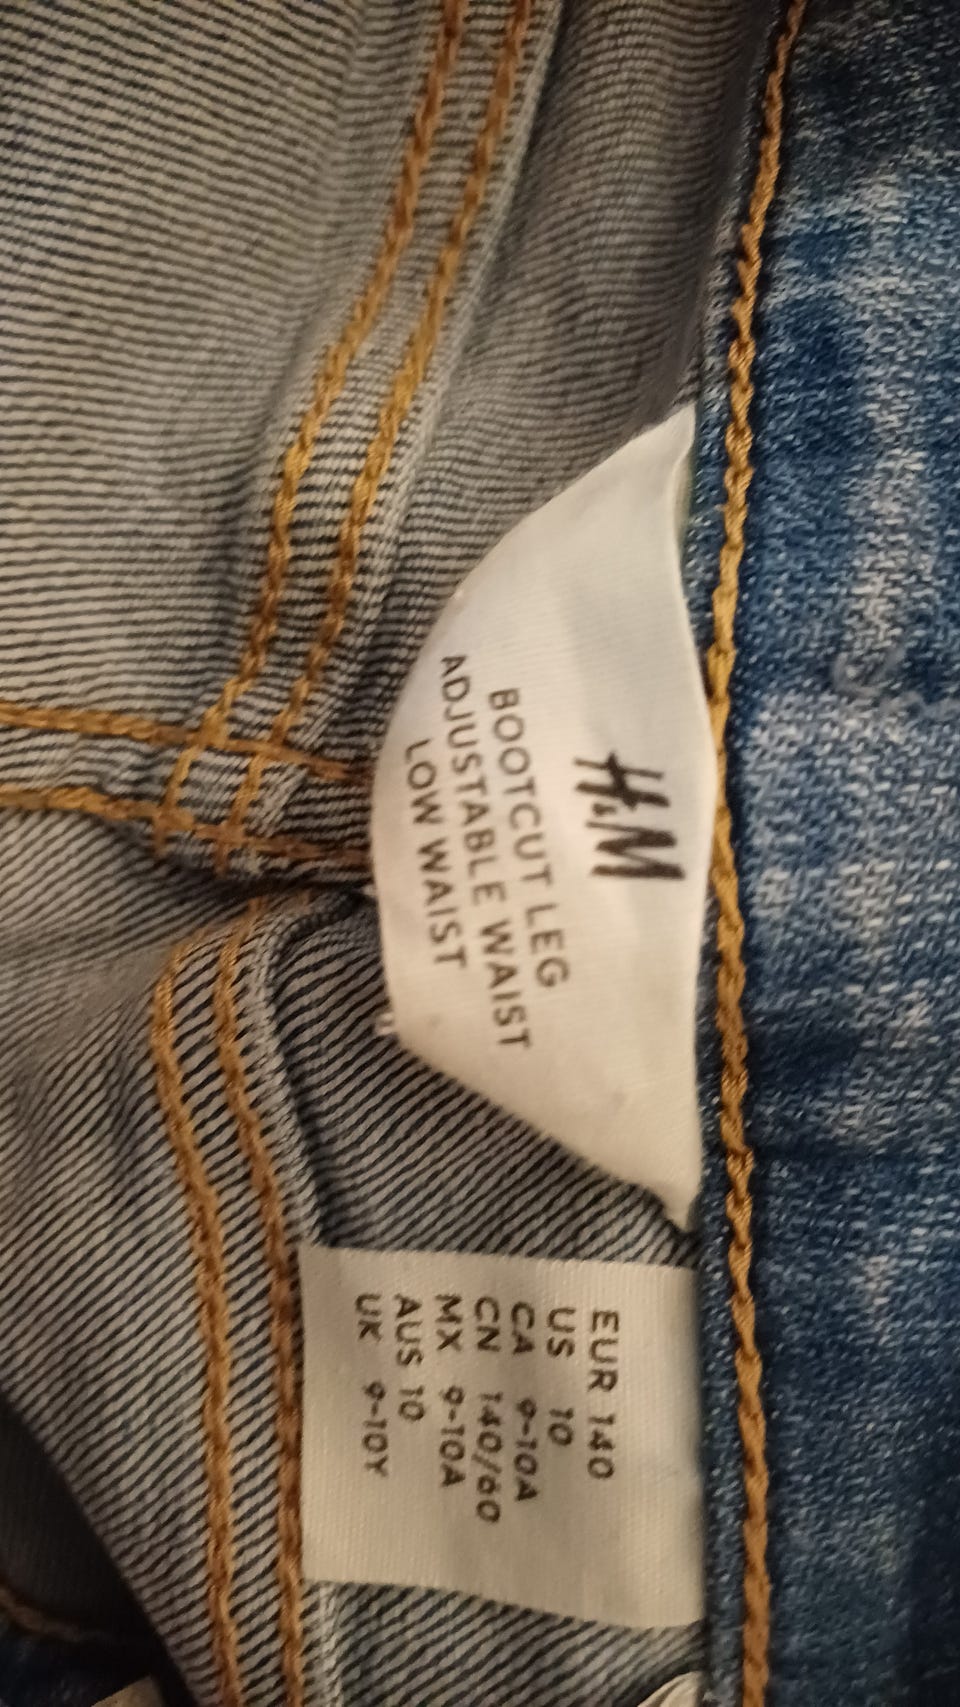 H&M
BOOTCUT LEG
ADJUSTABLE WAIST
LOW WAIST
EUR 140
US 10
CA 9-10A
CN 140/60
MX 9-10A
AUS 10
UK 9-10Y